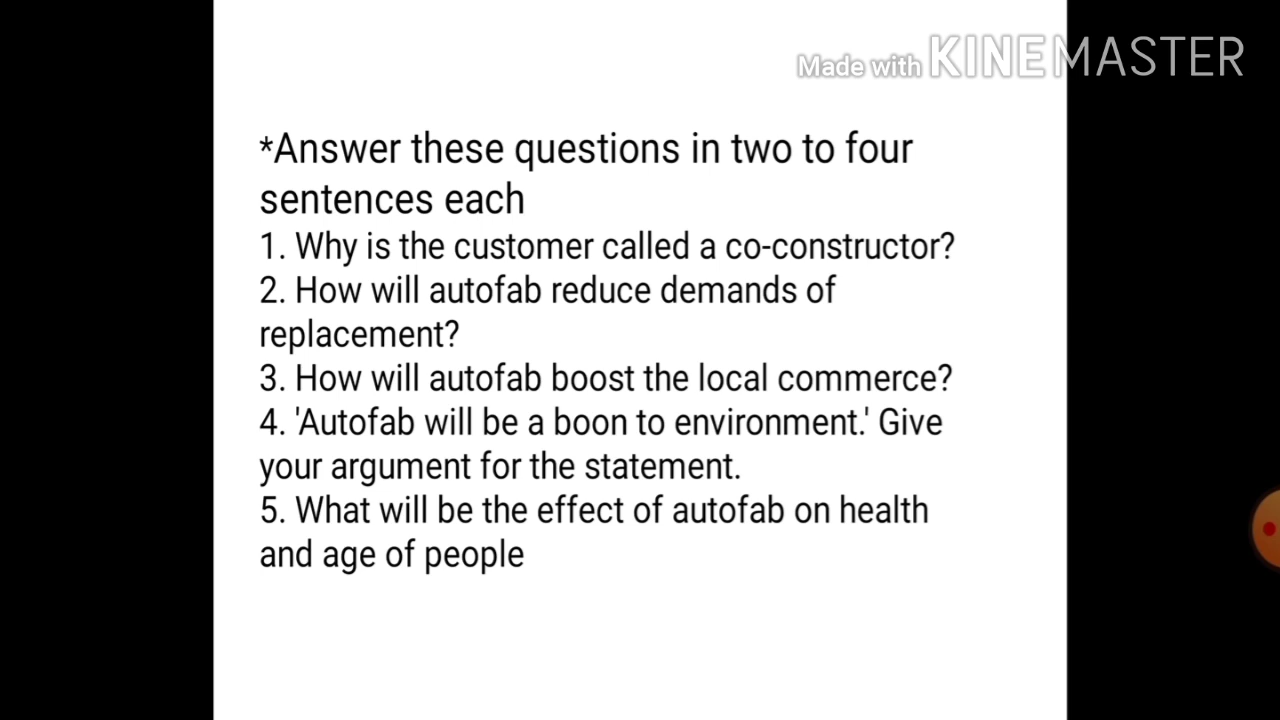 Made with KINEMASTER
*Answer these questions in two to four
sentences each
1. Why is the customer called a co-constructor?
2. How will autofab reduce demands of
replacement?
3. How will autofab boost the local commerce?
4. 'Autofab will be a boon to environment.' Give
your argument for the statement.
5. What will be the effect of autofab on health
and age of people